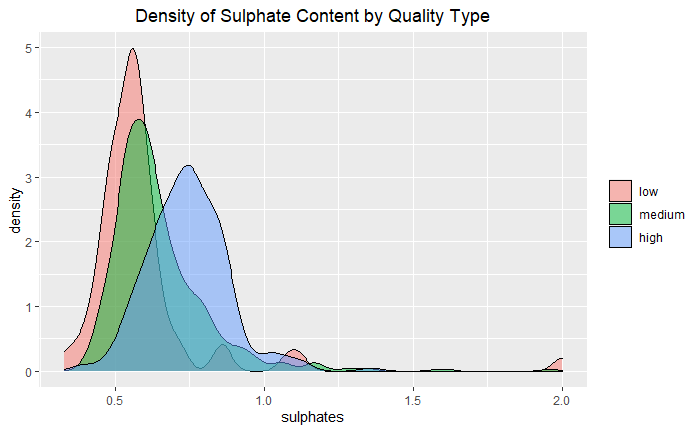 Density of Sulphate Content by Quality Type
5
4
3
2
1
0
density
0.5
1.0
1.5
2.0
sulphates
low
medium
high